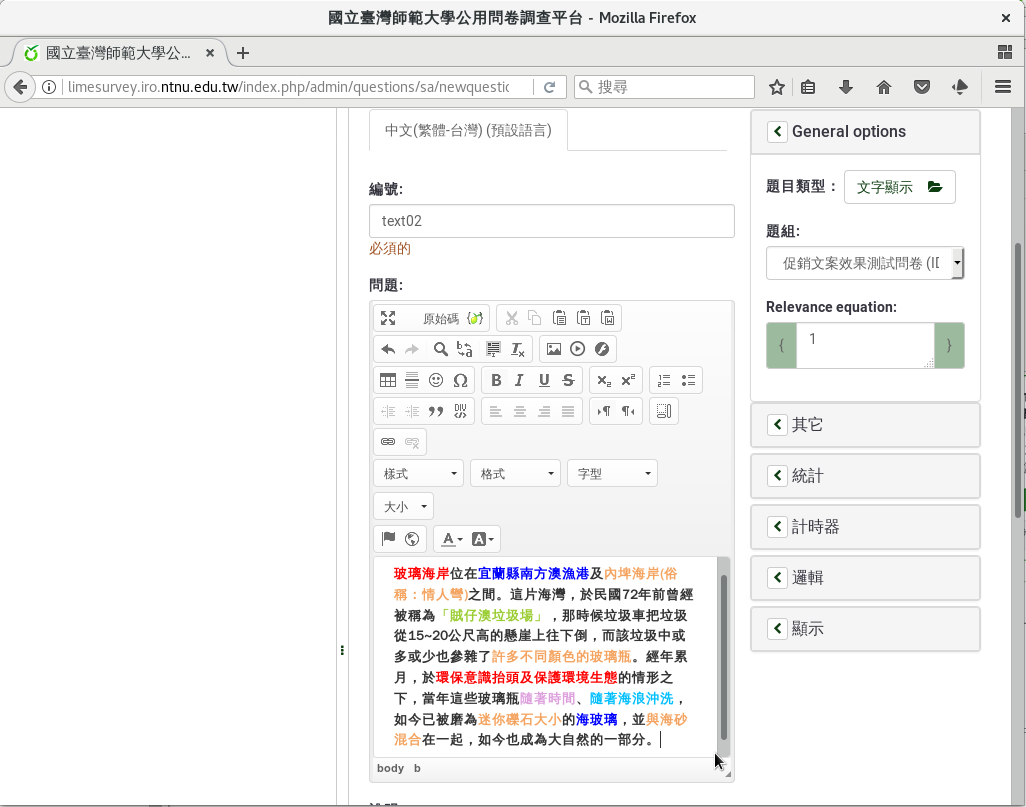 國立臺灣師範大學公用問卷調查平台 - Mozilla Firefox
國立臺灣師範大學公...
limesurvey.iro.ntnu.edu.tw/index.php/admin/questions/sa/newquestic
搜尋
中文(繁體-台灣) (預設語言)
編號:
text02
必須的
問題:
原始碼
B I U S x₂ x²
DIV
樣式 格式 字型
大小
A A
玻璃海岸位在宜蘭縣南方澳漁港及內埤海岸(俗
稱：情人彎)之間。這片海灣，於民國72年前曾經
被稱為「賊仔澳垃圾場」，那時候垃圾車把垃圾
從15~20公尺高的懸崖上往下倒，而該垃圾中或
多或少也參雜了許多不同顏色的玻璃瓶。經年累
月，於環保意識抬頭及保護環境生態的情形之
下，當年這些玻璃瓶隨著時間、隨著海浪沖洗，
如今已被磨為迷你礫石大小的海玻璃，並與海砂
混合在一起，如今也成為大自然的一部分。
body b
General options
題目類型：
文字顯示
題組:
促銷文案效果測試問卷 (ID
Relevance equation:
{ 1 }
其它
統計
計時器
邏輯
顯示